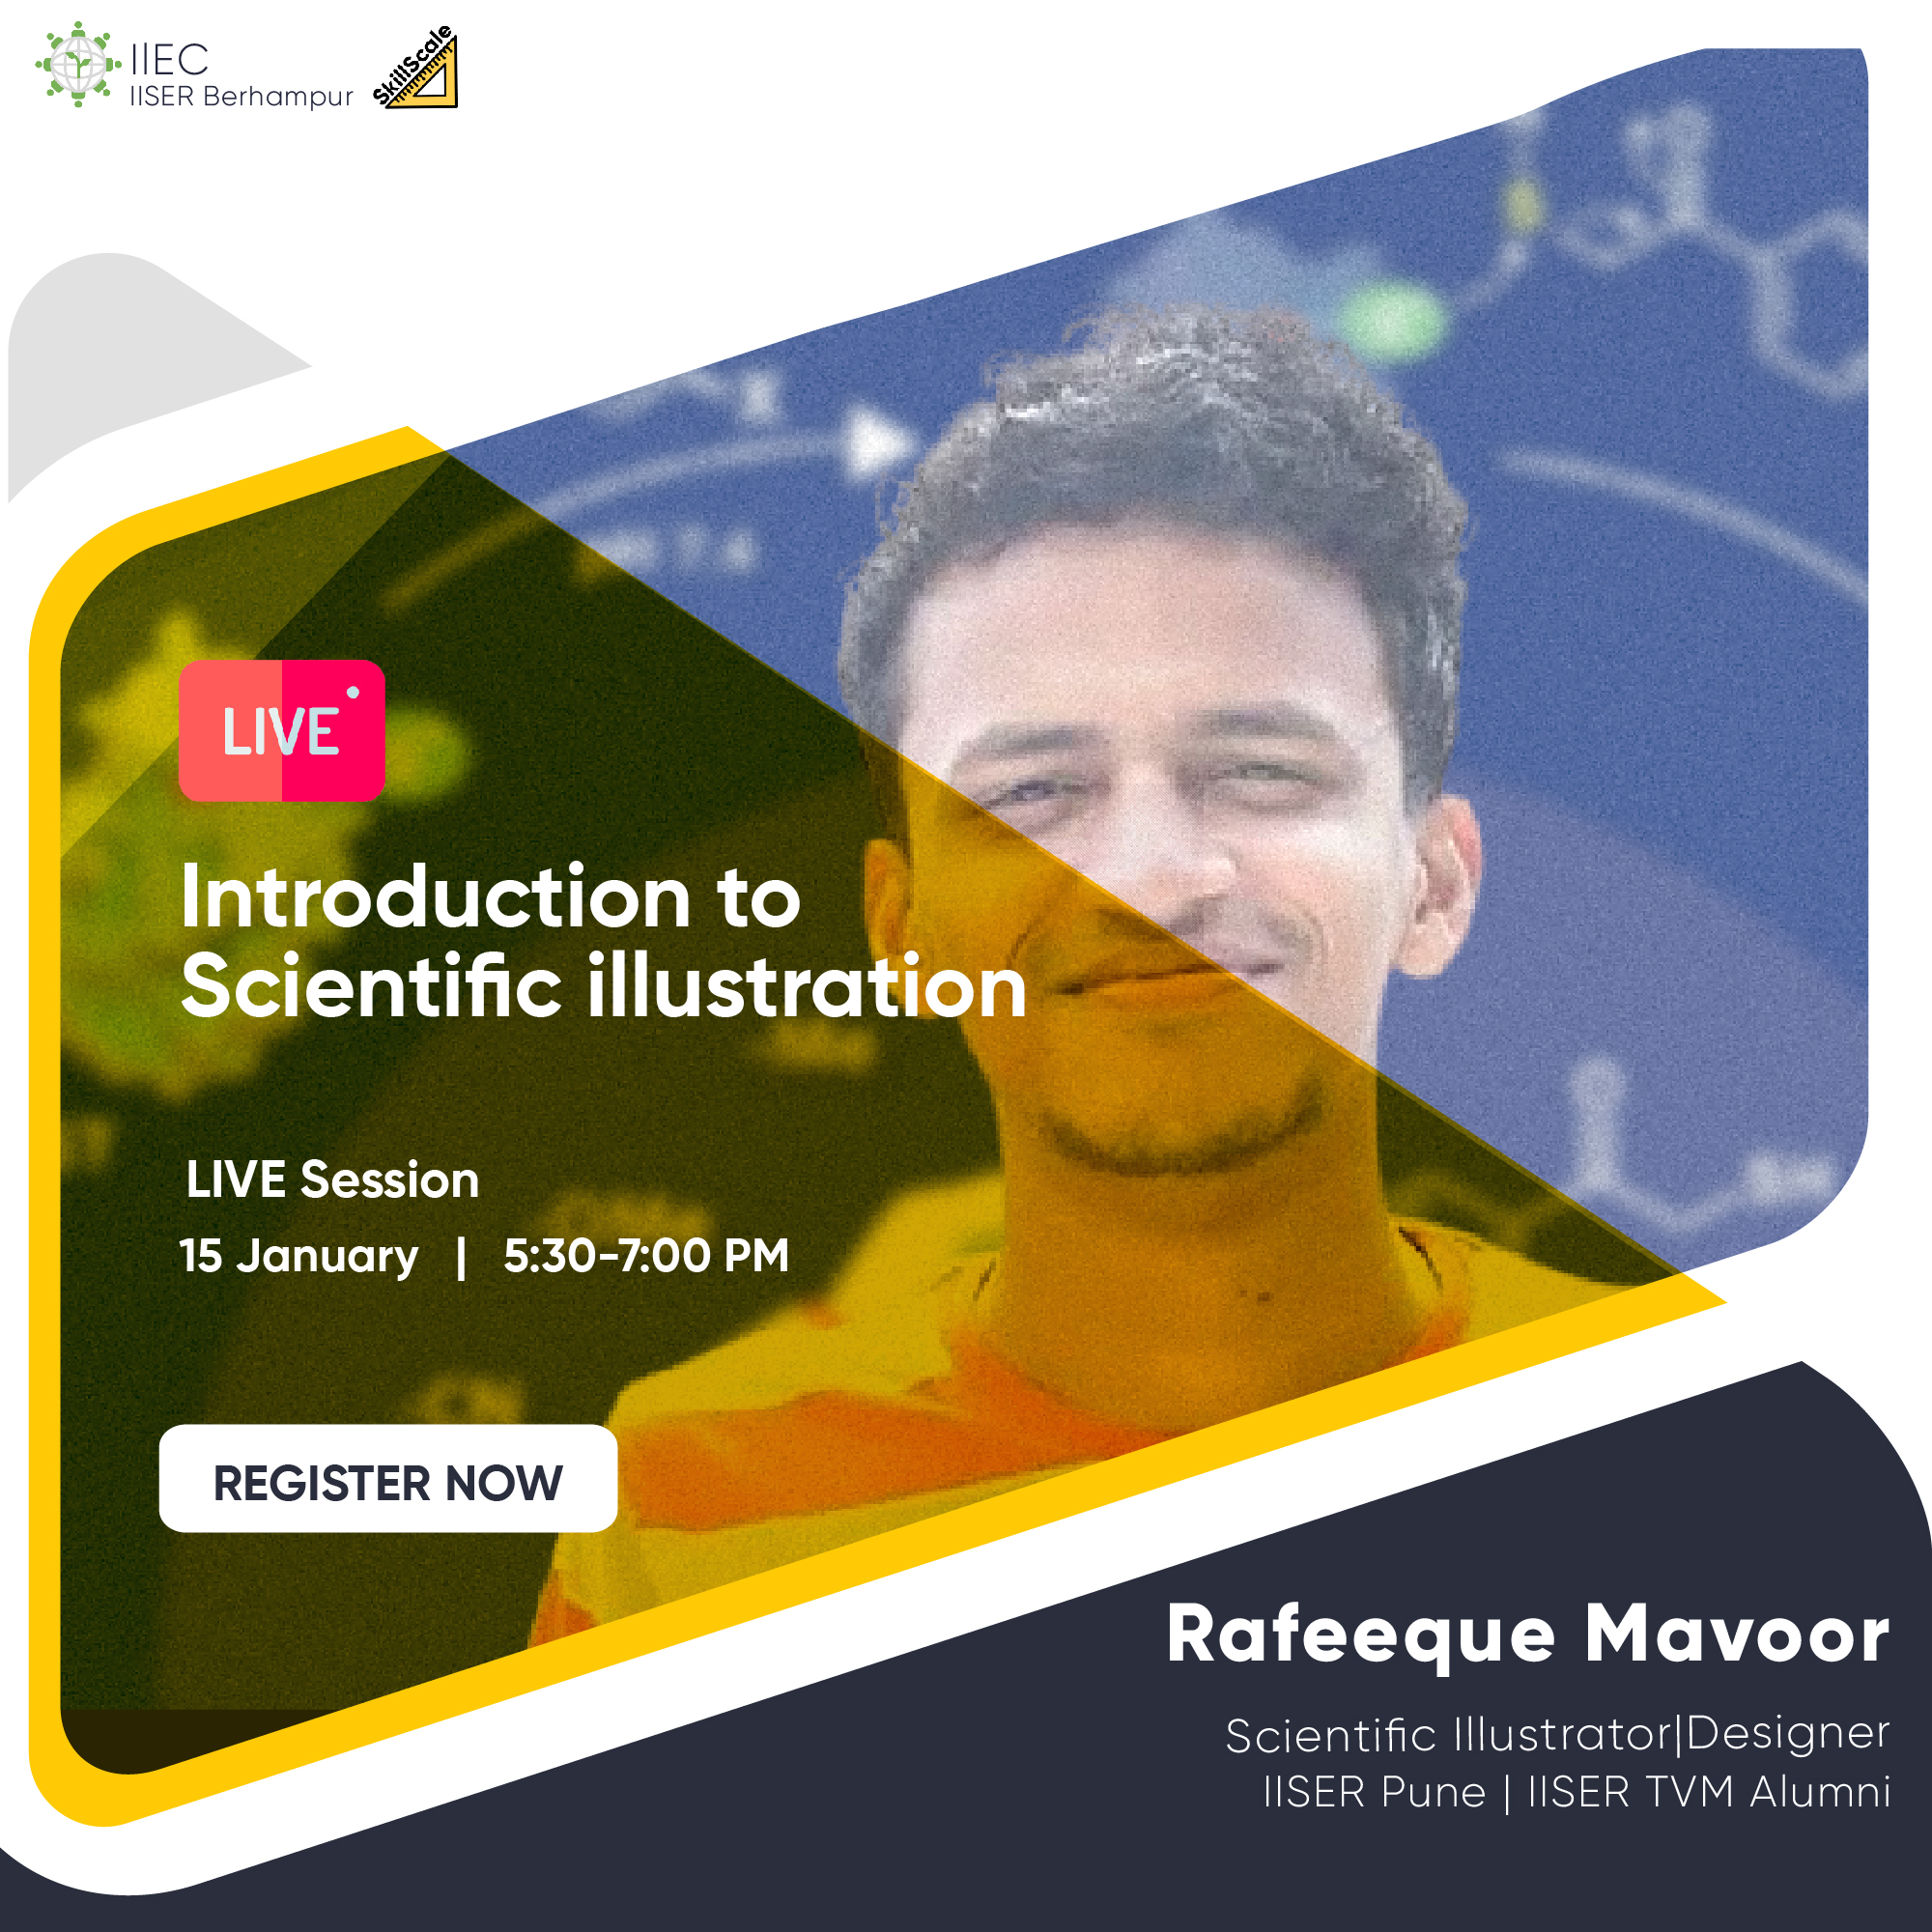 IIEC
IISER Berhampur
SkillScale
LIVE
Introduction to
Scientific illustration
LIVE Session
15 January | 5:30-7:00 PM
REGISTER NOW
Rafeeque Mavoor
Scientific Illustrator|Designer
IISER Pune | IISER TVM Alumni